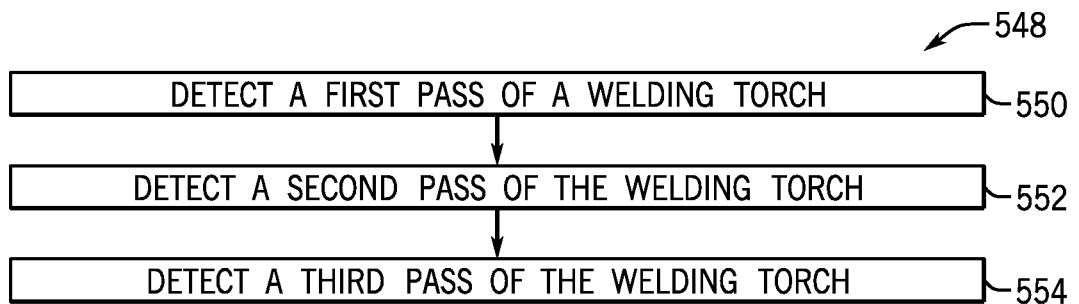 548
DETECT A FIRST PASS OF A WELDING TORCH
550
DETECT A SECOND PASS OF THE WELDING TORCH
552
DETECT A THIRD PASS OF THE WELDING TORCH
554